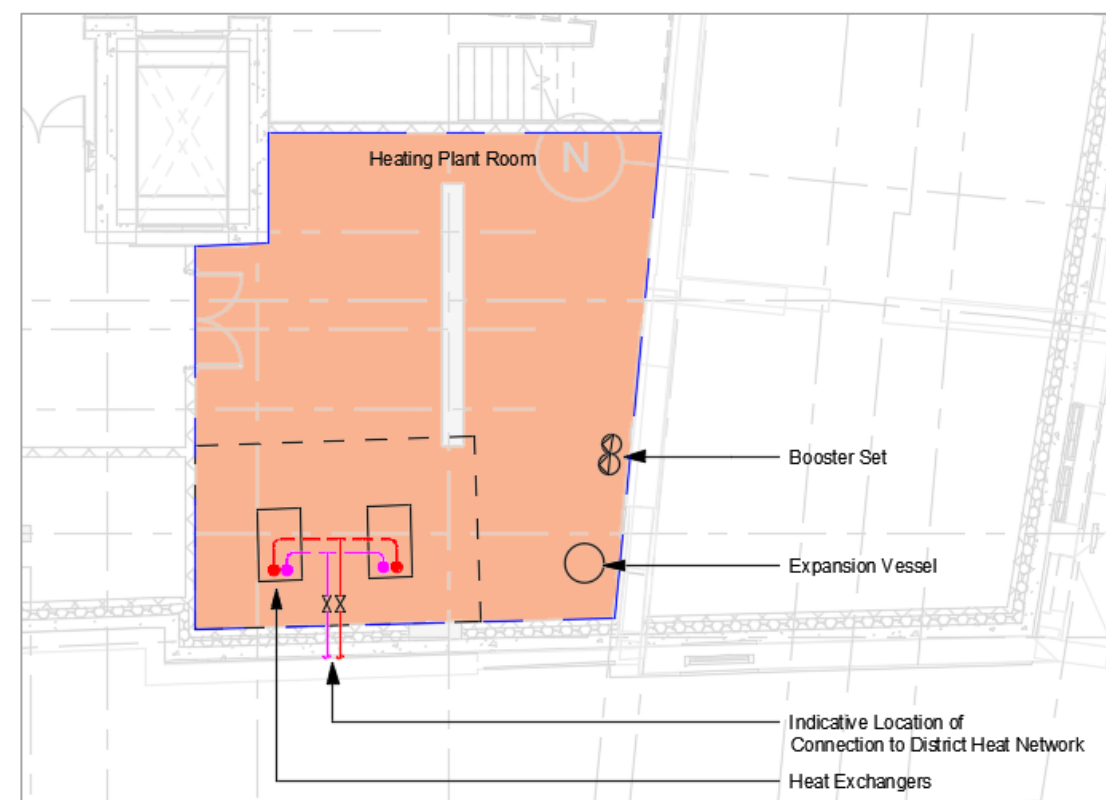 Heating Plant Room
N
Booster Set
Expansion Vessel
Indicative Location of
Connection to District Heat Network
Heat Exchangers